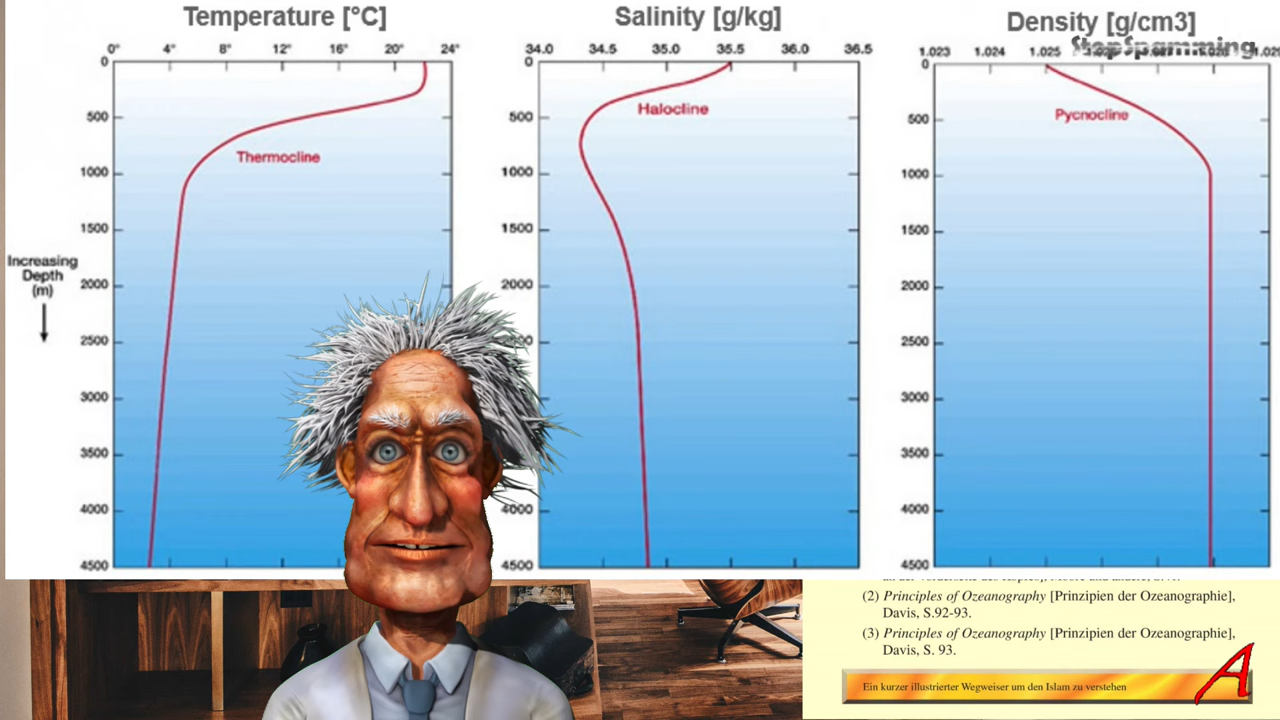 Temperature [°C]
0° 4° 8° 12° 16° 20° 24°
0
500
1000
1500
2000
2500
3000
3500
4000
4500
Thermocline
Increasing
Depth
(m)
Salinity [g/kg]
34.0 34.5 35.0 35.5 36.0 36.5
0
500
1000
1500
2000
4000
4500
Halocline
Density [g/cm3]
StopSpamming
1.023 1.024 1.025
0
500
1000
1500
2000
2500
3000
3500
4000
4500
Pycnocline
(2) Principles of Ozeanography [Prinzipien der Ozeanographie],
Davis, S.92-93.
(3) Principles of Ozeanography [Prinzipien der Ozeanographie],
Davis, S. 93.
Ein kurzer illustrierter Wegweiser um den Islam zu verstehen
A